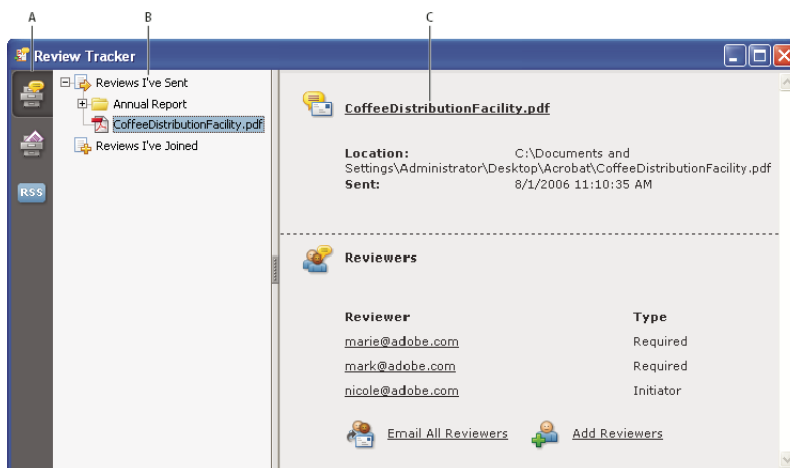 A B C
Review Tracker
Reviews I've Sent
Annual Report
CoffeeDistributionFacility.pdf
Reviews I've Joined
RSS
CoffeeDistributionFacility.pdf
Location: C:\Documents and
Settings\Administrator\Desktop\Acrobat\CoffeeDistributionFacility.pdf
Sent: 8/1/2006 11:10:35 AM
Reviewers
Reviewer Type
marie@adobe.com Required
mark@adobe.com Required
nicole@adobe.com Initiator
Email All Reviewers Add Reviewers